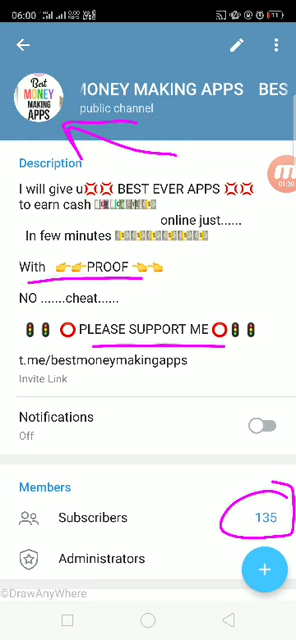 06:00
Best
MONEY
MAKING
APPS
MONEY MAKING APPS BES
public channel
Description
I will give u💢💢 BEST EVER APPS 💢💢
to earn cash 💴💶💷💵
online just......
In few minutes 💵💵💵💵💵💵
With 👉👉PROOF 👈👈
NO .......cheat......
🚦🚦 ⭕PLEASE SUPPORT ME⭕🚦🚦
t.me/bestmoneymakingapps
Invite Link
01:00
Notifications
Off
Members
Subscribers 135
Administrators
©DrawAnyWhere